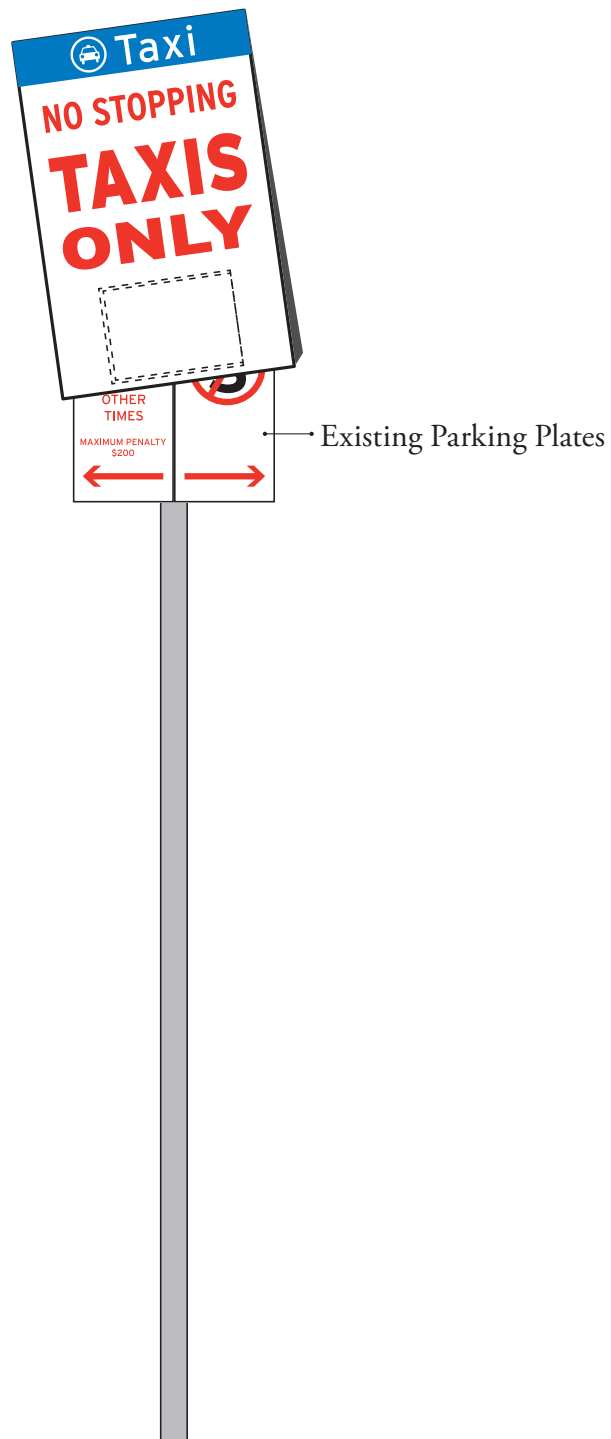 Taxi
NO STOPPING
TAXIS
ONLY
OTHER
TIMES
MAXIMUM PENALTY
$200
Existing Parking Plates